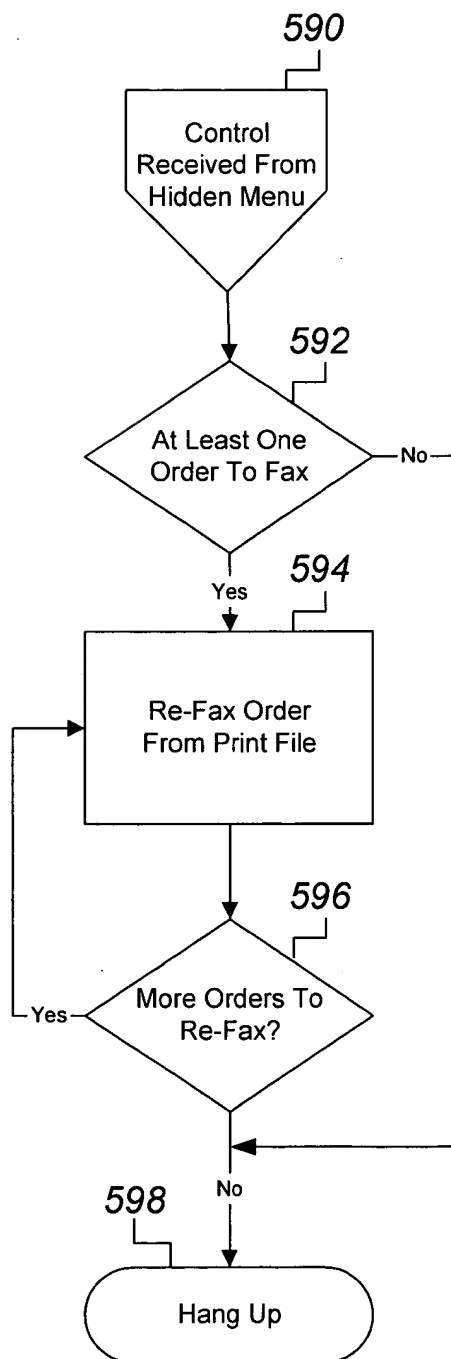 590
Control
Received From
Hidden Menu
592
At Least One
Order To Fax
No
Yes
594
Re-Fax Order
From Print File
596
More Orders To
Re-Fax?
Yes
No
598
Hang Up